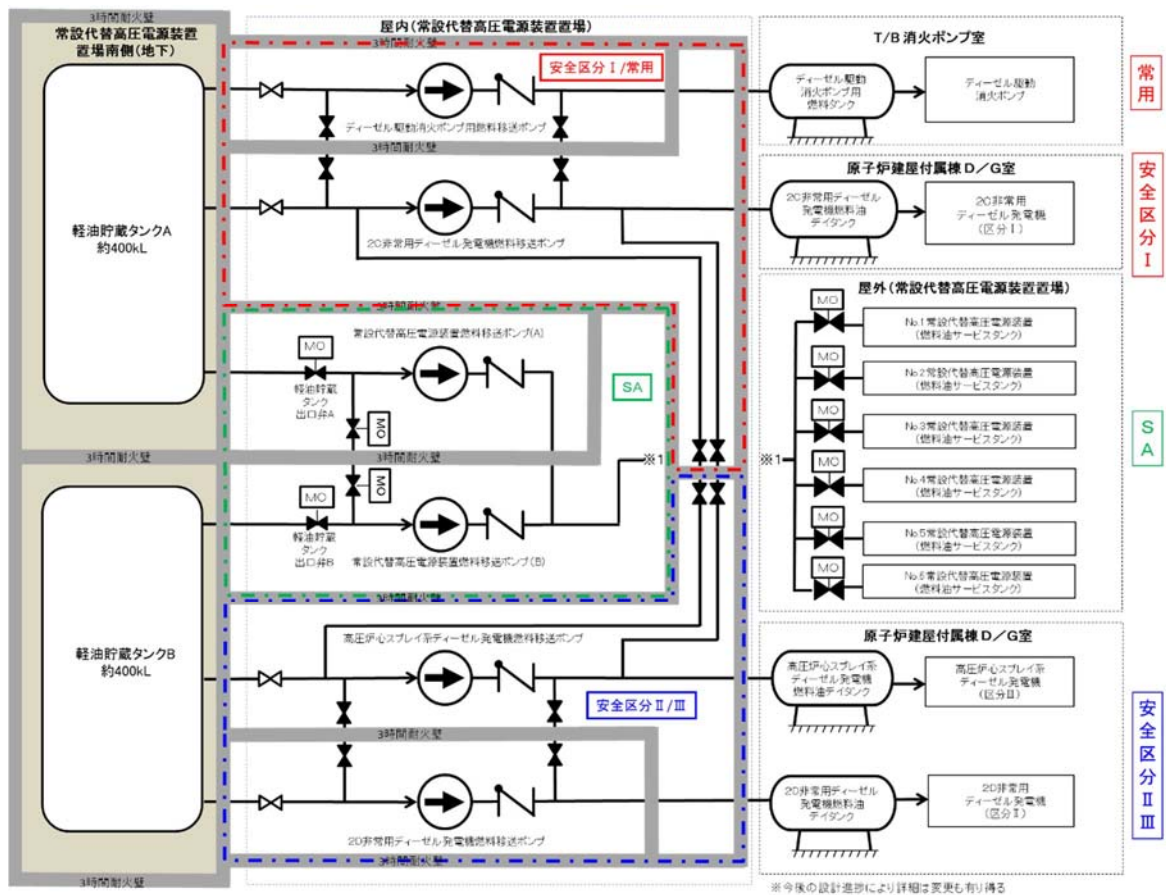 3時間耐火壁
常設代替高圧電源装置
置場南側(地下)
屋内(常設代替高圧電源装置置場)
安全区分Ⅰ/常用
ディーゼル駆動消火ポンプ用燃料移送ポンプ
3時間耐火壁
2C非常用ディーゼル発電機燃料移送ポンプ
軽油貯蔵タンクA
約400kL
3時間耐火壁
常設代替高圧電源装置燃料移送ポンプ(A)
MO
軽油貯蔵
タンク
出口弁A
SA
MO
3時間耐火壁
3時間耐火壁
※1
MO
MO
軽油貯蔵
タンク
出口弁B
常設代替高圧電源装置燃料移送ポンプ(B)
3時間耐火壁
高圧炉心スプレイ系ディーゼル発電機燃料移送ポンプ
軽油貯蔵タンクB
約400kL
安全区分Ⅱ/Ⅲ
3時間耐火壁
2D非常用ディーゼル発電機燃料移送ポンプ
3時間耐火壁
3時間耐火壁
T/B 消火ポンプ室
ディーゼル駆動
消火ポンプ用
燃料タンク
ディーゼル駆動
消火ポンプ
常用
原子炉建屋付属棟 D/G室
2C非常用ディーゼル
発電機燃料油
デイタンク
2C非常用
ディーゼル発電機
(区分Ⅰ)
安全区分Ⅰ
屋外(常設代替高圧電源装置置場)
※1
MO
No.1常設代替高圧電源装置
(燃料油サービスタンク)
MO
No.2常設代替高圧電源装置
(燃料油サービスタンク)
MO
No.3常設代替高圧電源装置
(燃料油サービスタンク)
MO
No.4常設代替高圧電源装置
(燃料油サービスタンク)
MO
No.5常設代替高圧電源装置
(燃料油サービスタンク)
MO
No.6常設代替高圧電源装置
(燃料油サービスタンク)
SA
原子炉建屋付属棟 D/G室
高圧炉心スプレイ系
ディーゼル発電機
燃料油デイタンク
高圧炉心スプレイ系
ディーゼル発電機
(区分Ⅲ)
2D非常用ディーゼル
発電機燃料油
デイタンク
2D非常用
ディーゼル発電機
安全区分ⅡⅢ
※今後の設計進捗により詳細は変更も有り得る